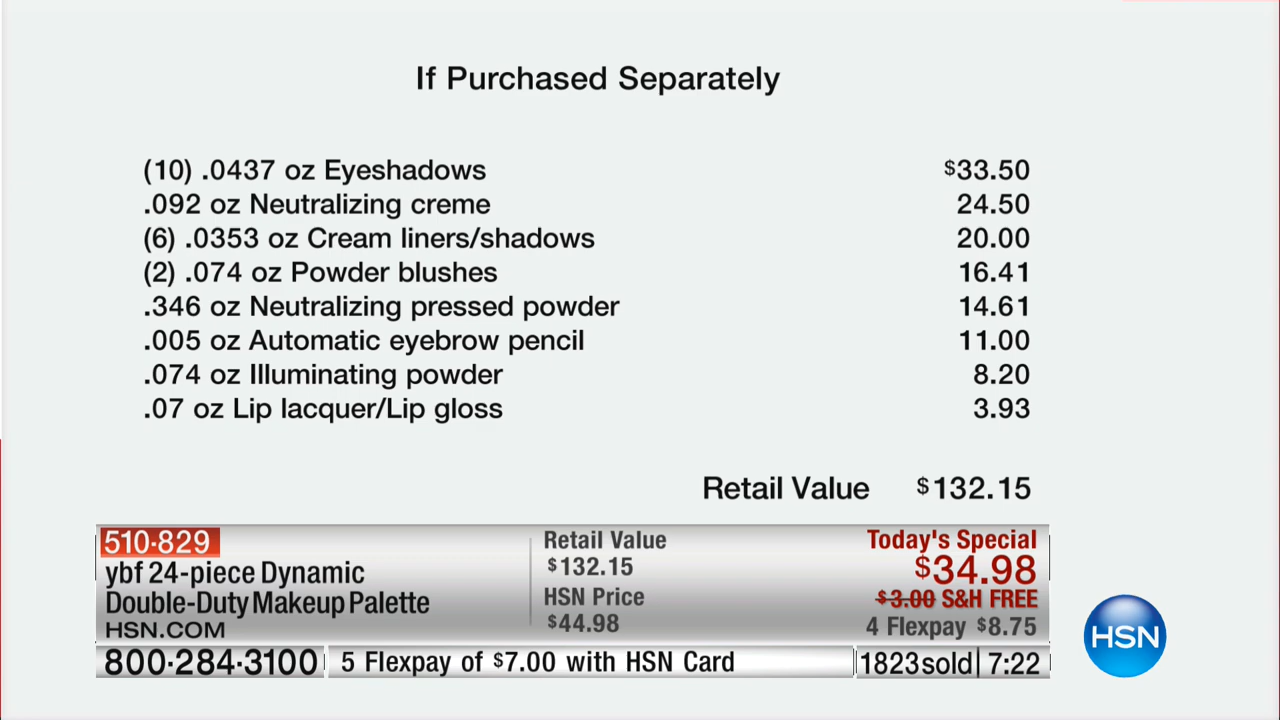 If Purchased Separately
(10) .0437 oz Eyeshadows $33.50
.092 oz Neutralizing creme 24.50
(6) .0353 oz Cream liners/shadows 20.00
(2) .074 oz Powder blushes 16.41
.346 oz Neutralizing pressed powder 14.61
.005 oz Automatic eyebrow pencil 11.00
.074 oz Illuminating powder 8.20
.07 oz Lip lacquer/Lip gloss 3.93
Retail Value $132.15
510-829
ybf 24-piece Dynamic
Double-Duty Makeup Palette
HSN.COM
Retail Value
$132.15
HSN Price
$44.98
Today's Special
$34.98
$3.00 S&H FREE
4 Flexpay $8.75
HSN
800-284-3100
5 Flexpay of $7.00 with HSN Card
1823sold 7:22